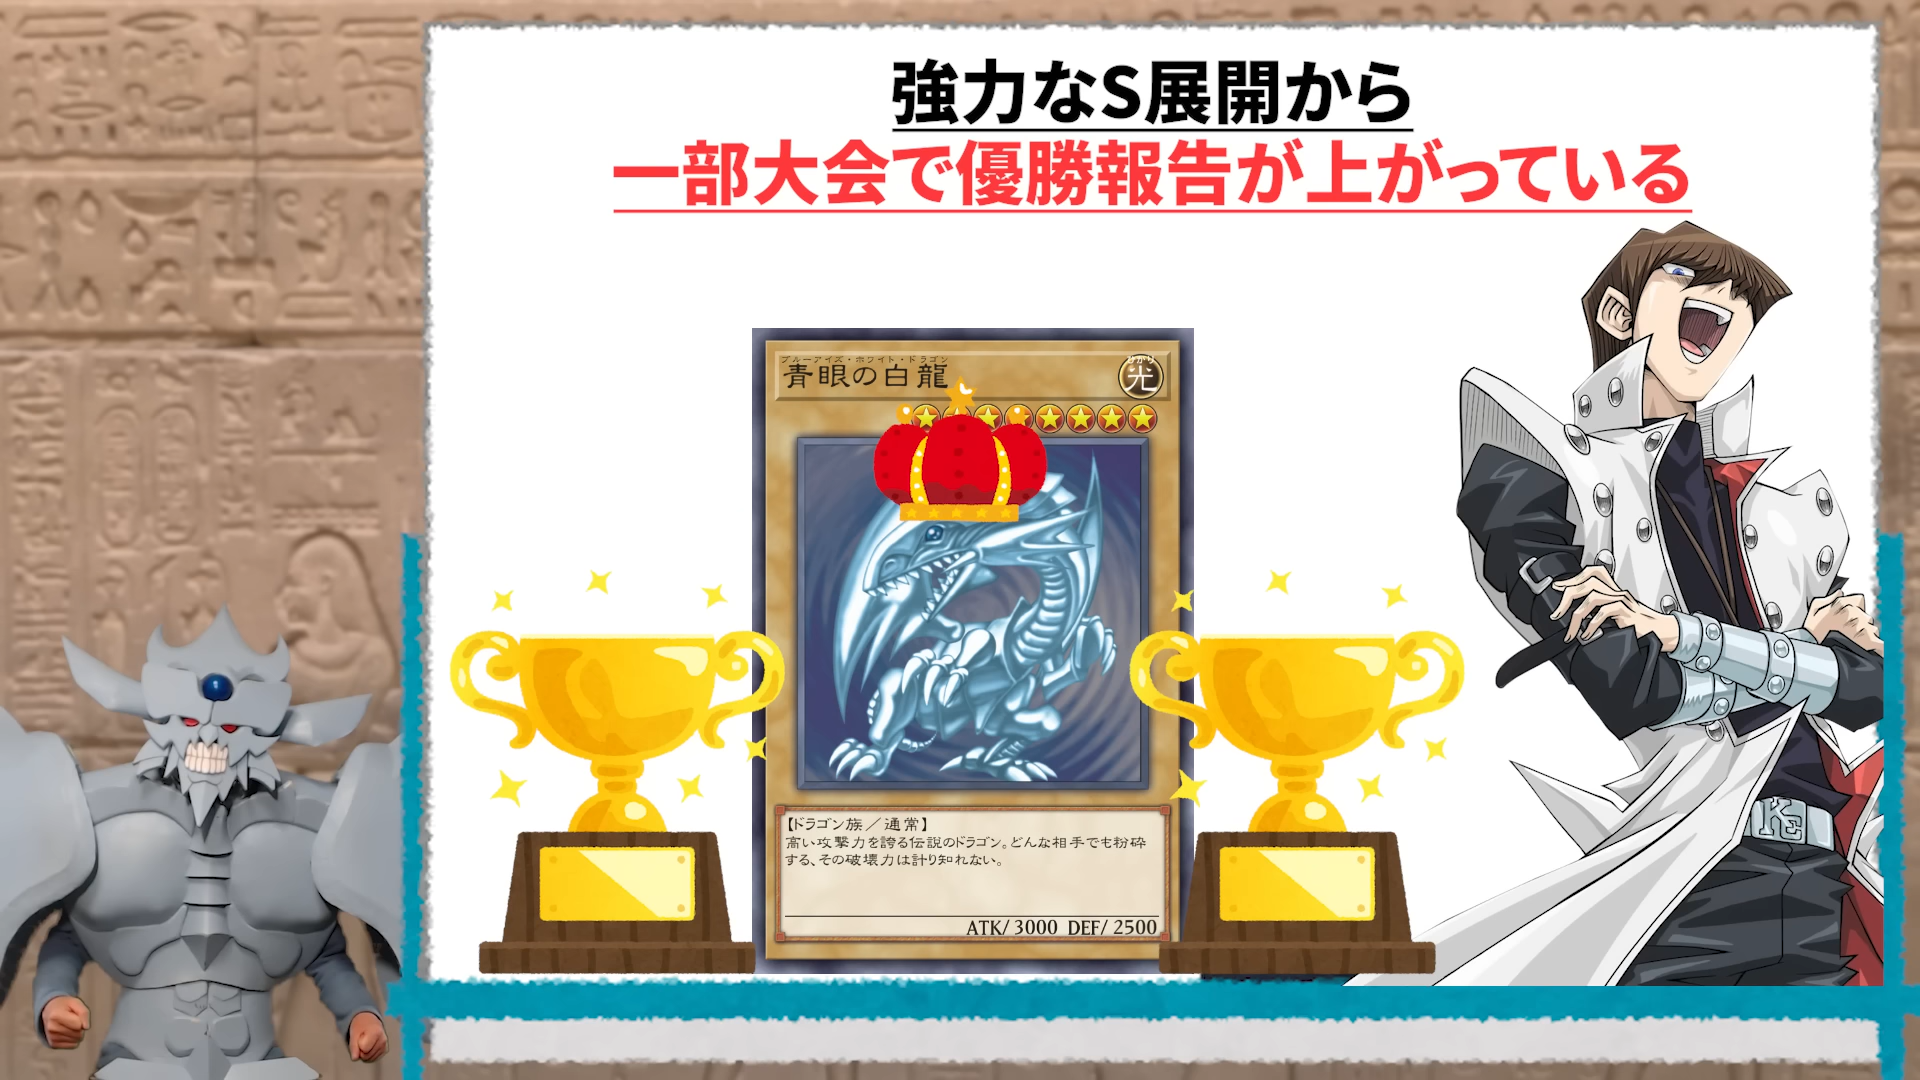 強力なS展開から
一部大会で優勝報告が上がっている
ブルーアイズ・ホワイト・ドラゴン
青眼の白龍
ひかり
光
【ドラゴン族／通常】
高い攻撃力を誇る伝説のドラゴン。どんな相手でも粉砕
する、その破壊力は計り知れない。
ATK/ 3000 DEF/ 2500
KC